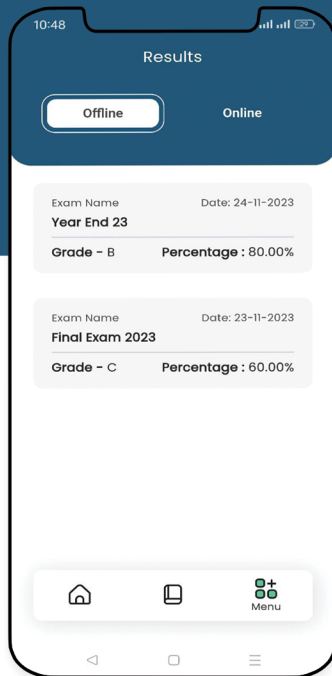 10:48 29
Results
Offline Online
Exam Name Date: 24-11-2023
Year End 23
Grade - B Percentage : 80.00%
Exam Name Date: 23-11-2023
Final Exam 2023
Grade - C Percentage : 60.00%
Menu